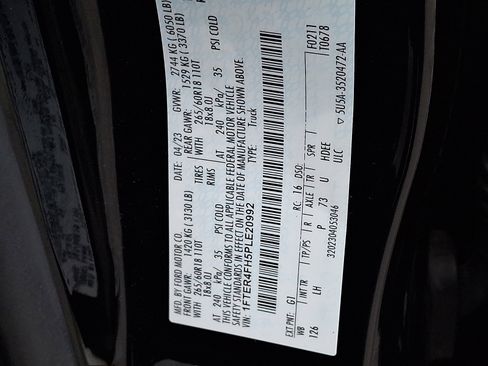 MFD. BY FORD MOTOR CO.
DATE: 04/23 GVWR: 2744 KG ( 6050 LB)
FRONT GAWR: 1420 KG (3130 LB) REAR GAWR: 1529 KG (3370 LB)
265/60R18 110T TIRES 265/60R18 110T
18x8.0J RIMS 18x8.0J
AT 240 kPa/ 35 PSI COLD AT 240 kPa/ 35 PSI COLD
THIS VEHICLE CONFORMS TO ALL APPLICABLE FEDERAL MOTOR VEHICLE
SAFETY STANDARDS IN EFFECT ON THE DATE OF MANUFACTURE SHOWN ABOVE.
VIN: 1FTER4FH5PLE20992 TYPE: Truck
3202304053046 F0211
T0678
EXT PNT: G1 RC: 16 DSO:
WB INT TR TP/PS R AXLE TR SPR
126 LH P 73 U HDEE
ULC 5U5A-3520472-AA